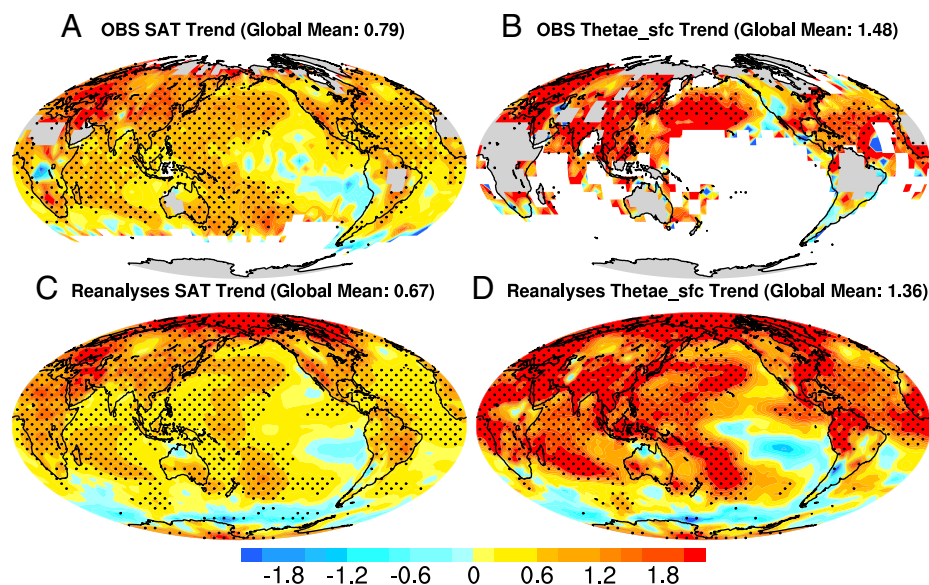 A OBS SAT Trend (Global Mean: 0.79)
B OBS Thetae_sfc Trend (Global Mean: 1.48)
C Reanalyses SAT Trend (Global Mean: 0.67)
D Reanalyses Thetae_sfc Trend (Global Mean: 1.36)
-1.8 -1.2 -0.6 0 0.6 1.2 1.8